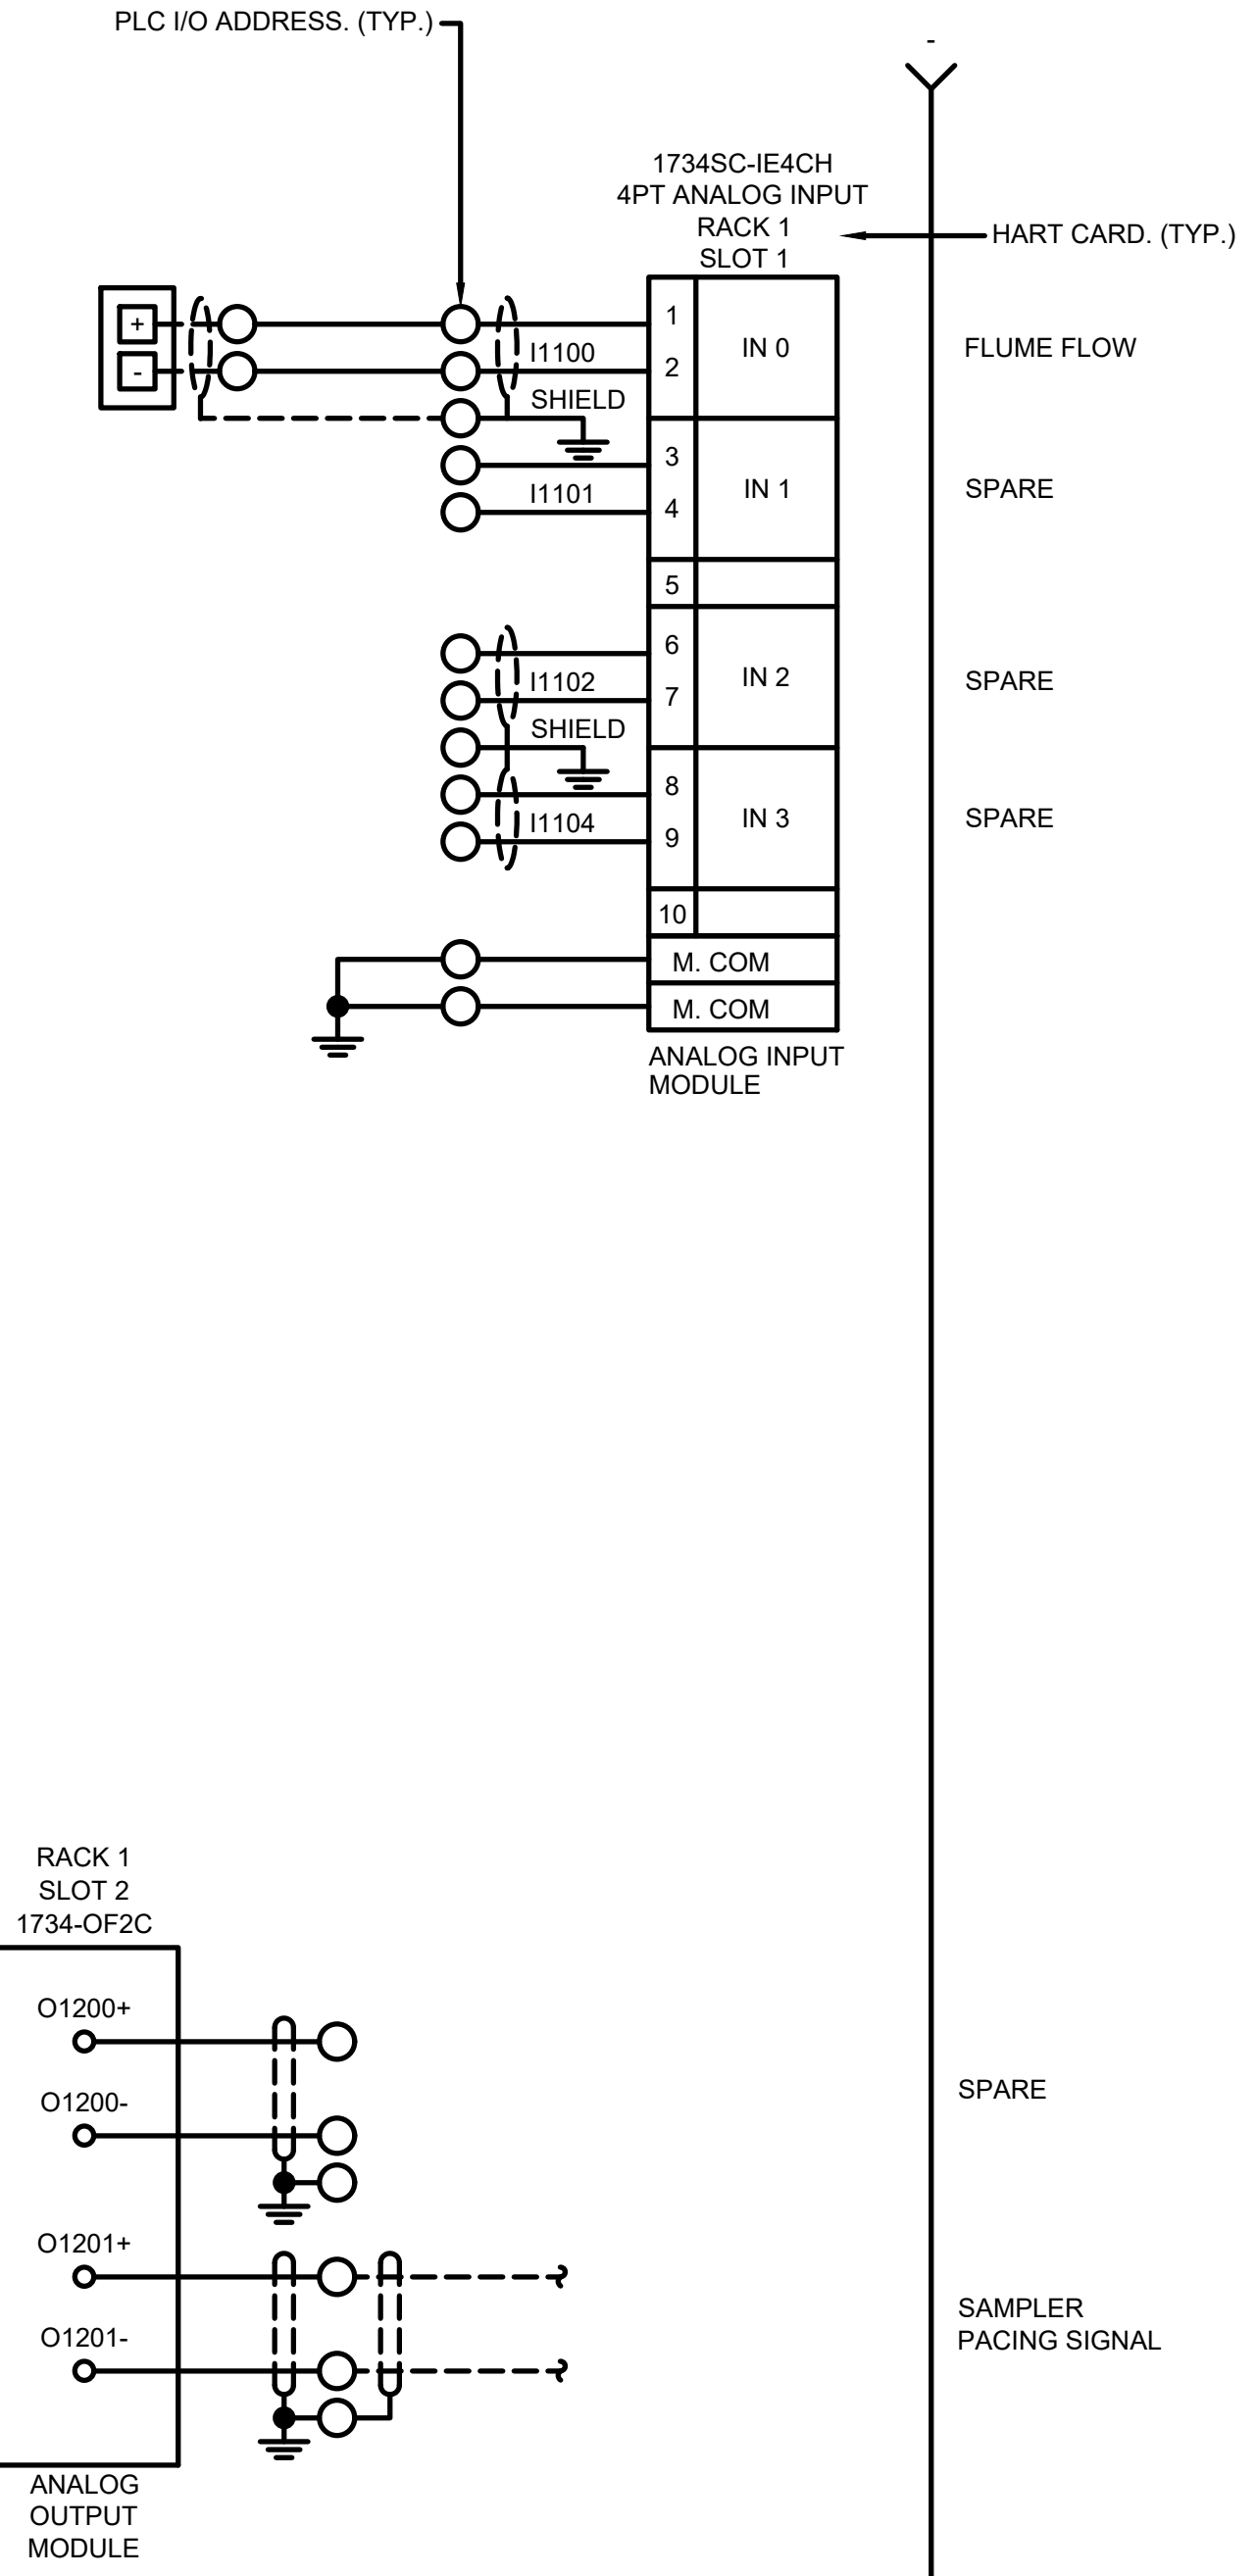 PLC I/O ADDRESS. (TYP.)
-
1734SC-IE4CH
4PT ANALOG INPUT
RACK 1
SLOT 1
HART CARD. (TYP.)
+
-
I1100
SHIELD
1
2
IN 0
FLUME FLOW
I1101
3
4
IN 1
SPARE
5
I1102
SHIELD
6
7
IN 2
SPARE
I1104
8
9
IN 3
SPARE
10
M. COM
M. COM
ANALOG INPUT
MODULE
RACK 1
SLOT 2
1734-OF2C
O1200+
O1200-
SPARE
O1201+
O1201-
SAMPLER
PACING SIGNAL
ANALOG
OUTPUT
MODULE